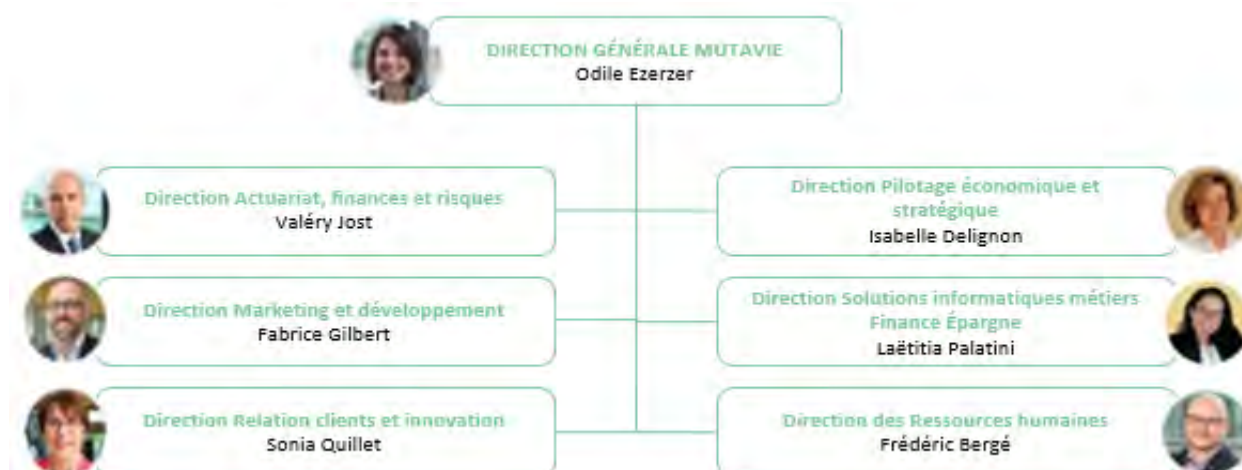 DIRECTION GÉNÉRALE MUTAVIE
Odile Ezerzer
Direction Actuariat, finances et risques
Valéry Jost
Direction Pilotage économique et
stratégique
Isabelle Delignon
Direction Marketing et développement
Fabrice Gilbert
Direction Solutions informatiques métiers
Finance Épargne
Laëtitia Palatini
Direction Relation clients et innovation
Sonia Quillet
Direction des Ressources humaines
Frédéric Bergé